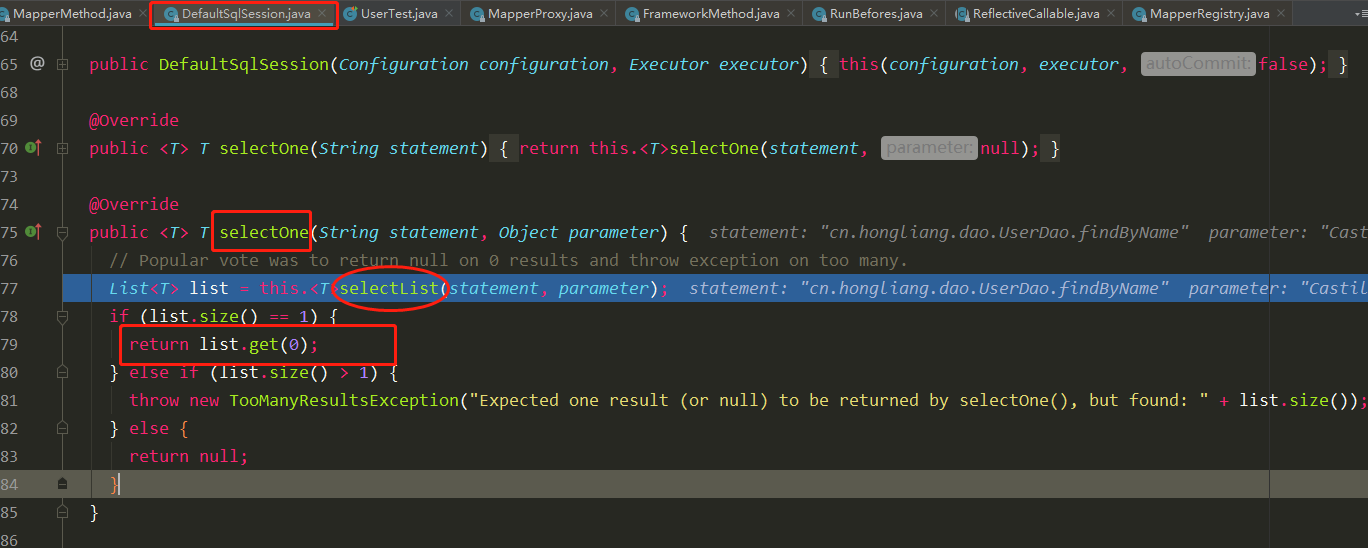 MapperMethod.java × DefaultSqlSession.java × UserTest.java × MapperProxy.java × FrameworkMethod.java × RunBefores.java × ReflectiveCallable.java × MapperRegistry.java ×
64
65 @ public DefaultSqlSession(Configuration configuration, Executor executor) { this(configuration, executor, autoCommit: false); }
68
69 @Override
70 public <T> T selectOne(String statement) { return this.<T>selectOne(statement, parameter: null); }
73
74 @Override
75 public <T> T selectOne(String statement, Object parameter) { statement: "cn.hongliang.dao.UserDao.findByName" parameter: "Cast
76 // Popular vote was to return null on 0 results and throw exception on too many.
77 List<T> list = this.<T>selectList(statement, parameter); statement: "cn.hongliang.dao.UserDao.findByName" parameter: "Castil
78 if (list.size() == 1) {
79 return list.get(0);
80 } else if (list.size() > 1) {
81 throw new TooManyResultsException("Expected one result (or null) to be returned by selectOne(), but found: " + list.size());
82 } else {
83 return null;
84 }
85 }
86